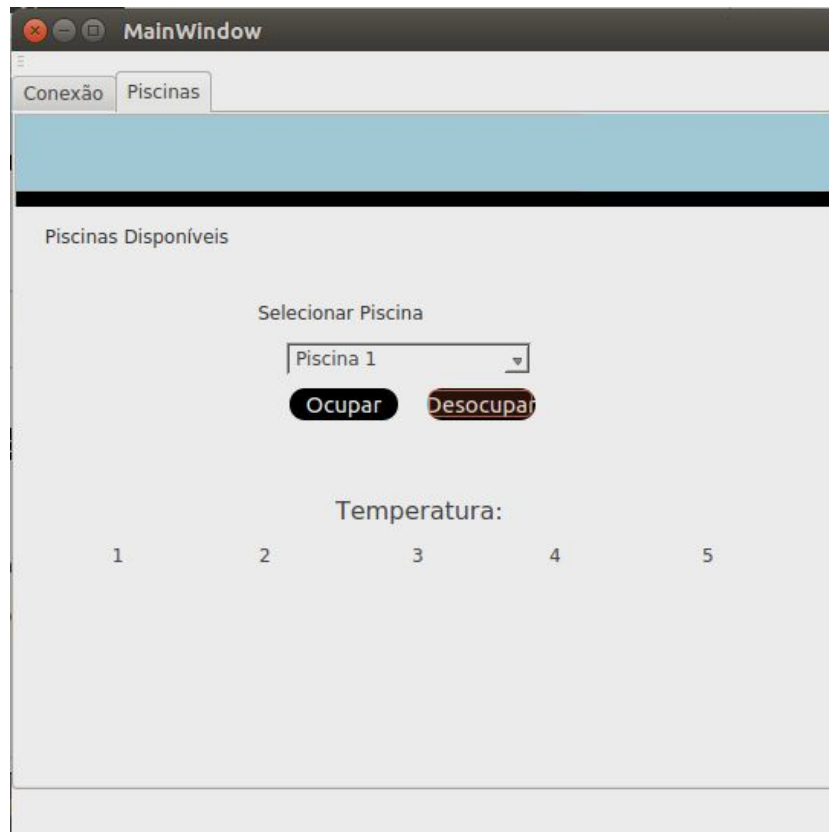 MainWindow
Conexão Piscinas
Piscinas Disponíveis
Selecionar Piscina
Piscina 1
Ocupar Desocupar
Temperatura:
1 2 3 4 5